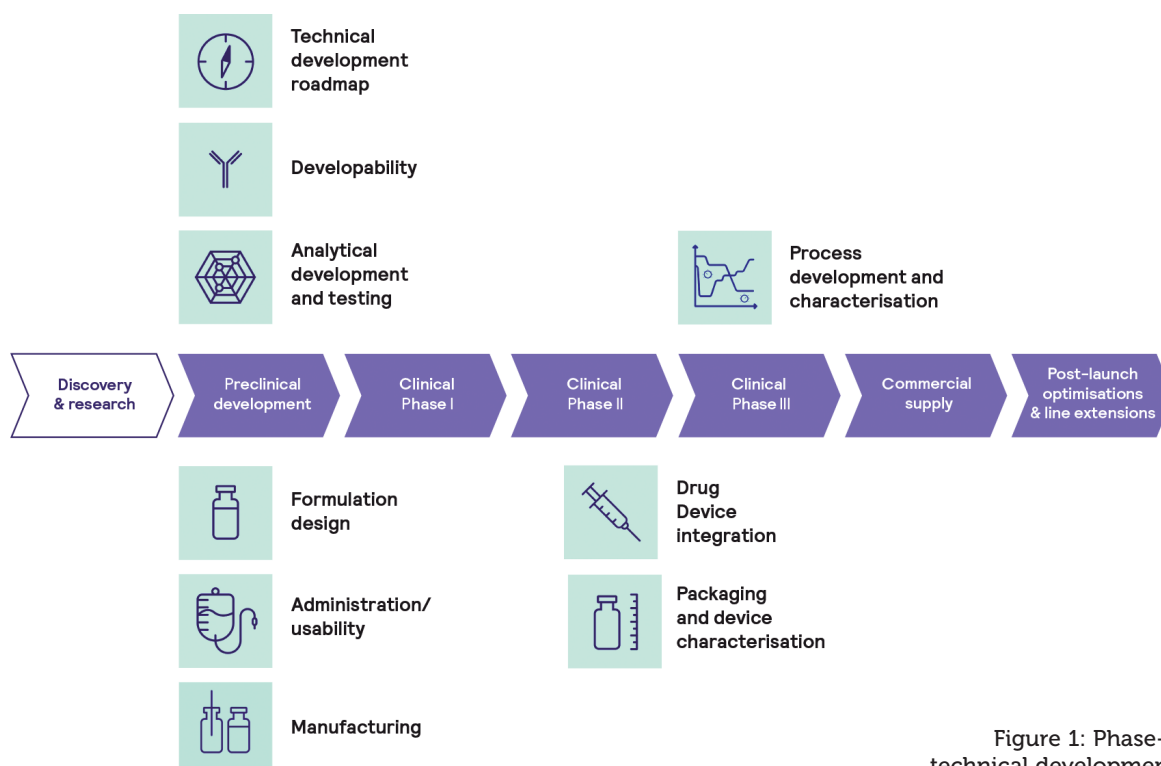 Technical
development
roadmap
Developability
Analytical
development
and testing
Process
development and
characterisation
Discovery
& research
Preclinical
development
Clinical
Phase I
Clinical
Phase II
Clinical
Phase III
Commercial
supply
Post-launch
optimisations
& line extensions
Formulation
design
Drug
Device
integration
Administration/
usability
Packaging
and device
characterisation
Manufacturing
Figure 1: Phase-
technical developmen